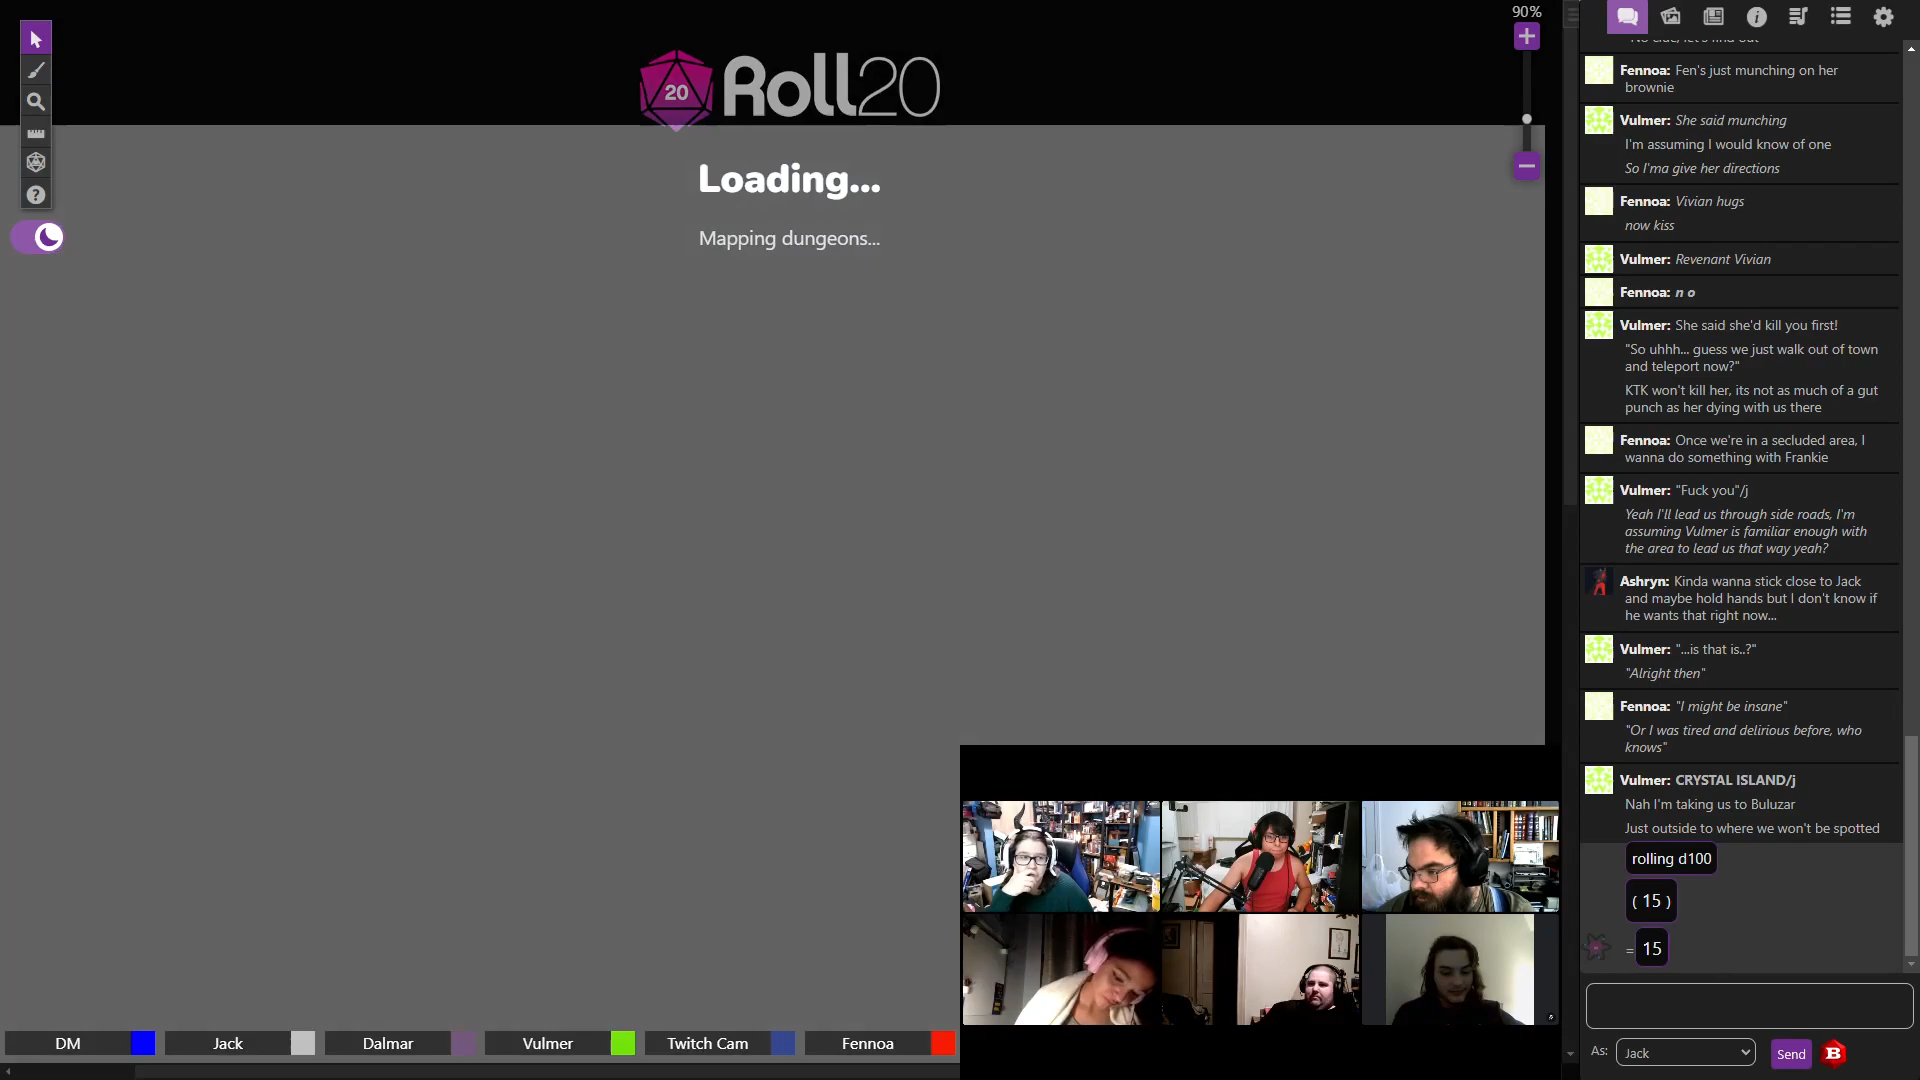 90%
20
Roll20
Loading...
Mapping dungeons...
Fennoa: Fen's just munching on her
brownie
Vulmer: She said munching
I'm assuming I would know of one
So I'ma give her directions
Fennoa: Vivian hugs
now kiss
Vulmer: Revenant Vivian
Fennoa: n o
Vulmer: She said she'd kill you first!
"So uhhh... guess we just walk out of town
and teleport now?"
KTK won't kill her, its not as much of a gut
punch as her dying with us there
Fennoa: Once we're in a secluded area, I
wanna do something with Frankie
Vulmer: "Fuck you"/j
Yeah I'll lead us through side roads, I'm
assuming Vulmer is familiar enough with
the area to lead us that way yeah?
Ashryn: Kinda wanna stick close to Jack
and maybe hold hands but I don't know if
he wants that right now...
Vulmer: "...is that is..?"
"Alright then"
Fennoa: "I might be insane"
"Or I was tired and delirious before, who
knows"
Vulmer: CRYSTAL ISLAND/j
Nah I'm taking us to Buluzar
Just outside to where we won't be spotted
rolling d100
( 15 )
= 15
As: Jack
Send
B
DM
Jack
Dalmar
Vulmer
Twitch Cam
Fennoa